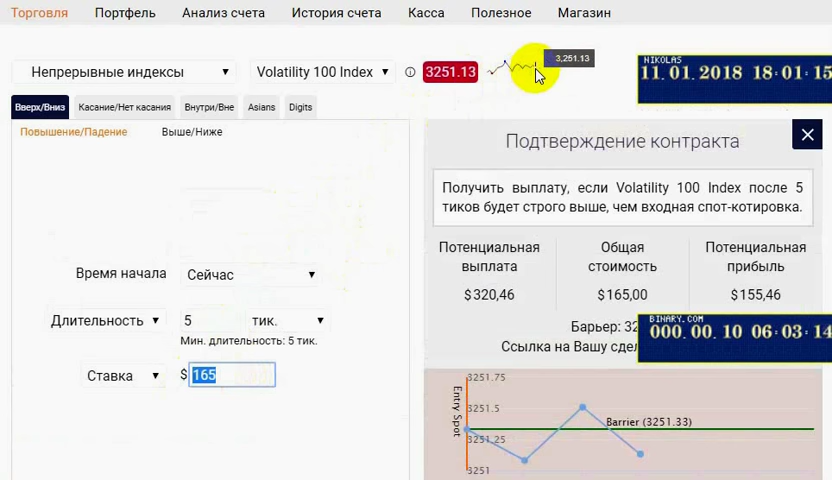 Торговля Портфель Анализ счета История счета Касса Полезное Магазин
Непрерывные индексы Volatility 100 Index 3251.13 3,251.13
NIKOLAS
11.01.2018 18:01:15
Вверх/Вниз Касание/Нет касания Внутри/Вне Asians Digits
Повышение/Падение Выше/Ниже
Подтверждение контракта
Получить выплату, если Volatility 100 Index после 5
тиков будет строго выше, чем входная спот-котировка.
Потенциальная выплата
Общая стоимость
Потенциальная прибыль
$320,46 $165,00 $155,46
Время начала Сейчас
Длительность 5 тик.
Мин. длительность: 5 тик.
Ставка $ 165
Барьер: 32
Ссылка на Вашу сдел
BINARY.COM
000.00.10 06:03:14
3251.75
3251.5
3251.25
3251
Entry Spot
Barrier (3251.33)